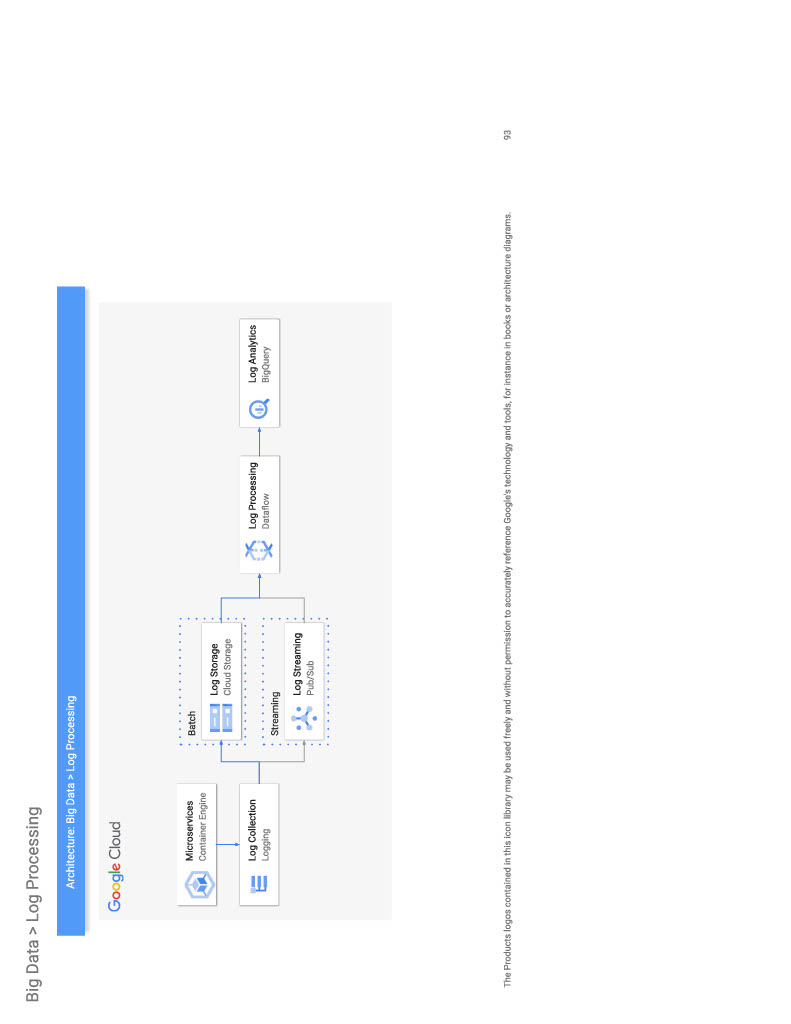 Big Data > Log Processing
Architecture: Big Data > Log Processing
Google Cloud
Microservices
Container Engine
Log Collection
Logging
Batch
Log Storage
Cloud Storage
Streaming
Log Streaming
Pub/Sub
Log Processing
Dataflow
Log Analytics
BigQuery
The Products logos contained in this icon library may be used freely and without permission to accurately reference Google's technology and tools, for instance in books or architecture diagrams.
93